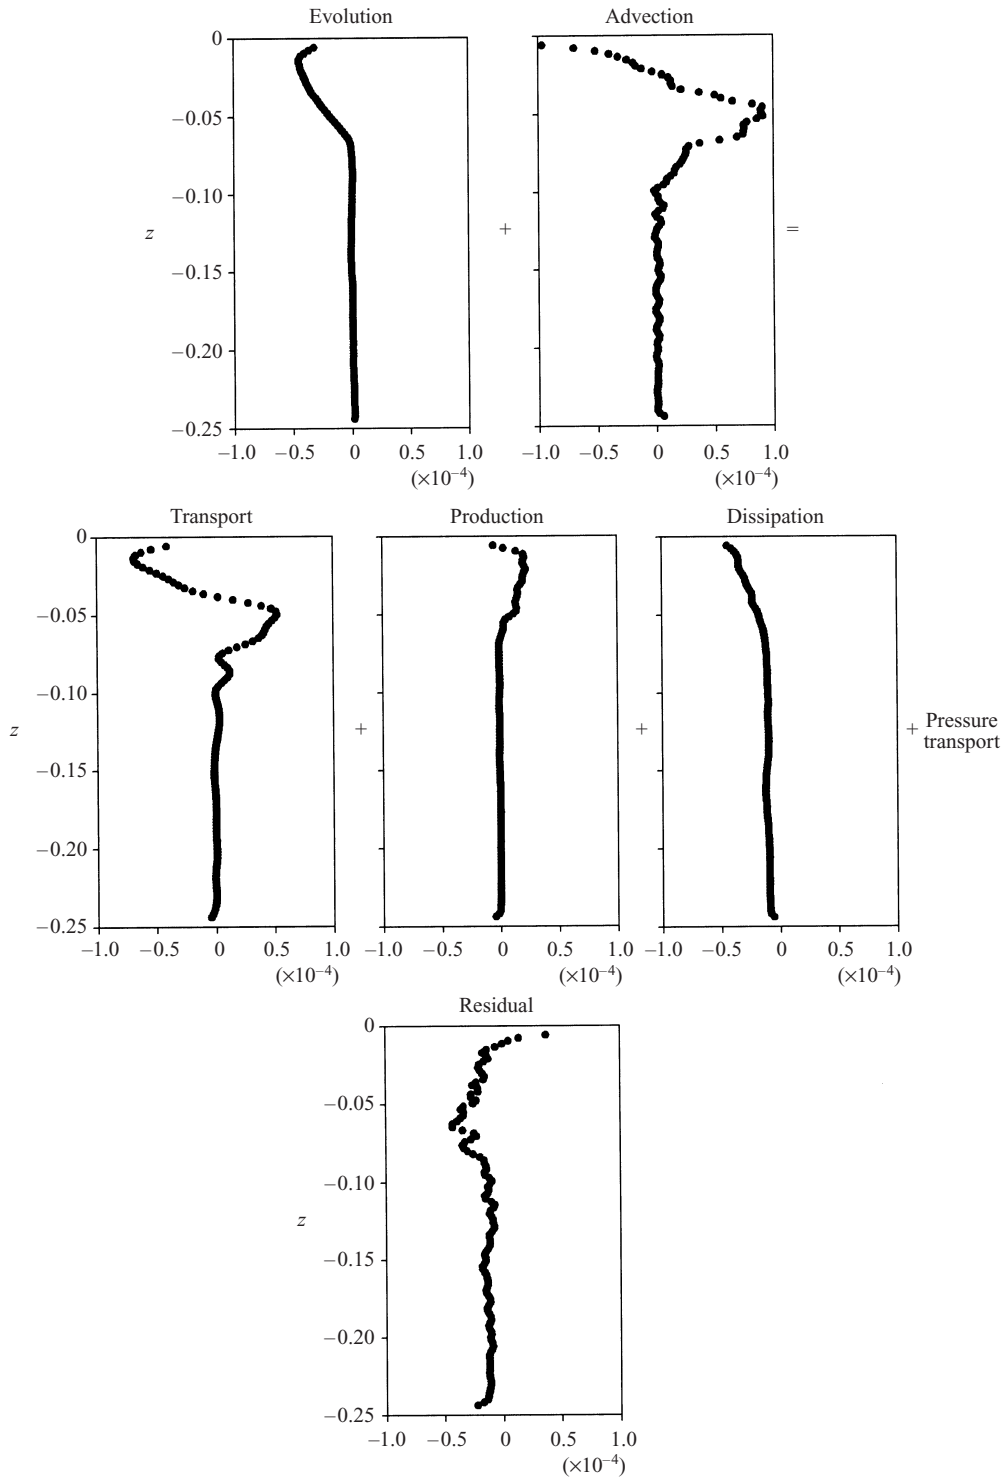 Evolution Advection
0
−0.05
−0.10
z + =
−0.15
−0.20
−0.25
−1.0 −0.5 0 0.5 1.0 −1.0 −0.5 0 0.5 1.0
(×10−4) (×10−4)
Transport Production Dissipation
0
−0.05
−0.10
z + + + Pressure
transport
−0.15
−0.20
−0.25
−1.0 −0.5 0 0.5 1.0 −1.0 −0.5 0 0.5 1.0 −1.0 −0.5 0 0.5 1.0
(×10−4) (×10−4) (×10−4)
Residual
0
−0.05
−0.10
z
−0.15
−0.20
−0.25
−1.0 −0.5 0 0.5 1.0
(×10−4)